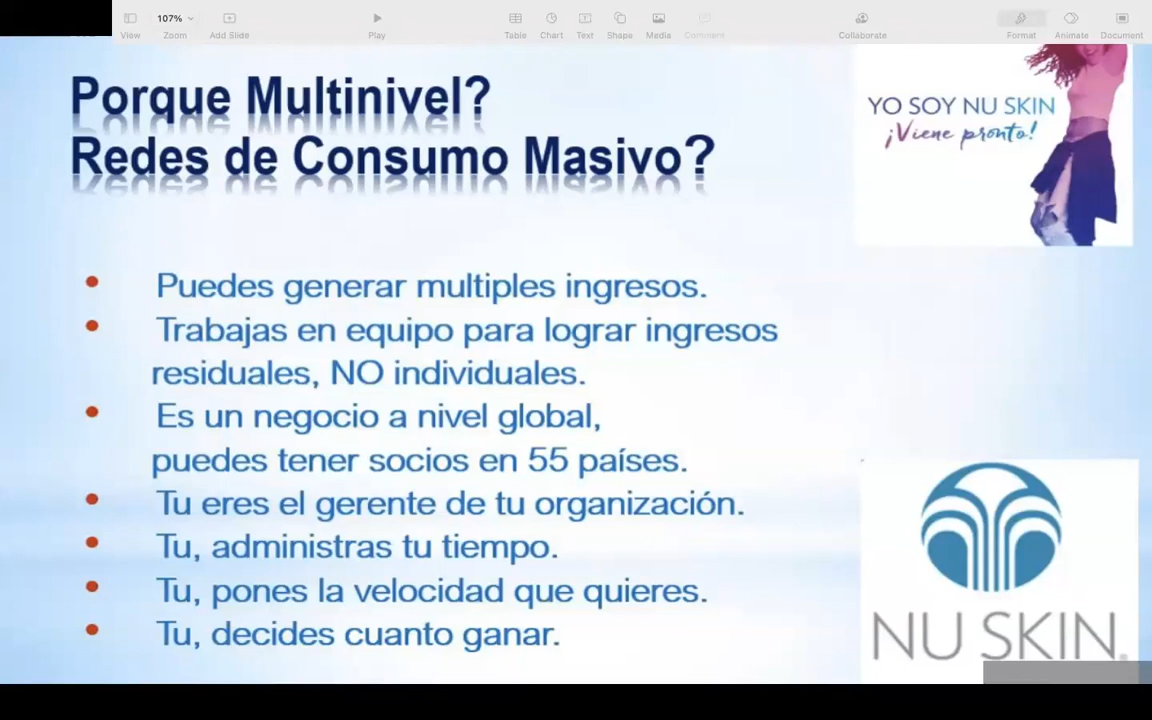 107%
View
Zoom
Add Slide
Play
Table
Chart
Text
Shape
Media
Comment
Collaborate
Format
Animate
Document
Porque Multinivel?
Redes de Consumo Masivo?
YO SOY NU SKIN
¡Viene pronto!
• Puedes generar multiples ingresos.
• Trabajas en equipo para lograr ingresos
residuales, NO individuales.
• Es un negocio a nivel global,
puedes tener socios en 55 países.
• Tu eres el gerente de tu organización.
• Tu, administras tu tiempo.
• Tu, pones la velocidad que quieres.
• Tu, decides cuanto ganar.
NU SKIN